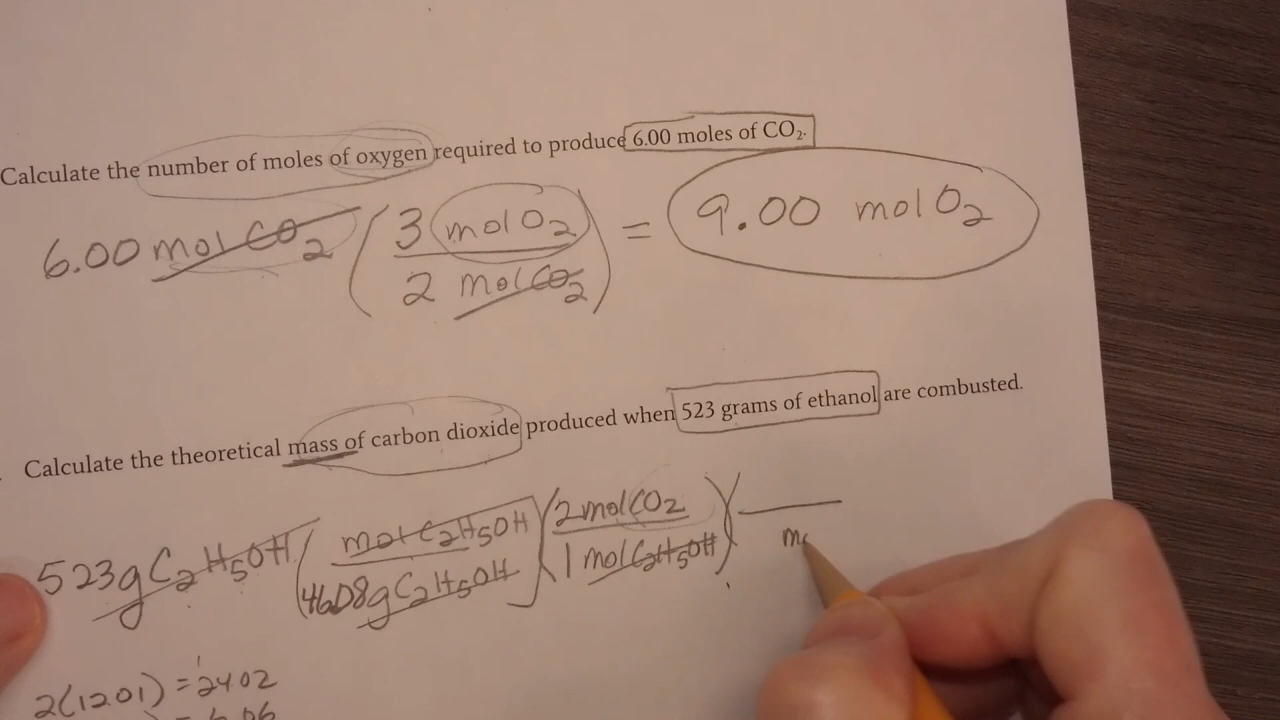 Calculate the number of moles of oxygen required to produce 6.00 moles of CO₂.
6.00 mol CO₂ (3 mol O₂ / 2 mol CO₂) = 9.00 mol O₂
Calculate the theoretical mass of carbon dioxide produced when 523 grams of ethanol are combusted.
523g C₂H₅OH (mol C₂H₅OH / 46.08g C₂H₅OH)(2 mol CO₂ / 1 mol C₂H₅OH)( / mo
2(12.01) = 24.02
= 6.06